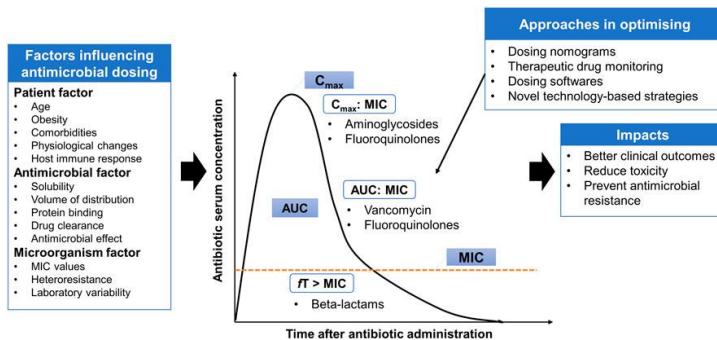 Factors influencing
antimicrobial dosing
Patient factor
• Age
• Obesity
• Comorbidities
• Physiological changes
• Host immune response
Antimicrobial factor
• Solubility
• Volume of distribution
• Protein binding
• Drug clearance
• Antimicrobial effect
Microorganism factor
• MIC values
• Heteroresistance
• Laboratory variability
Antibiotic serum concentration
Cmax
Cmax: MIC
• Aminoglycosides
• Fluoroquinolones
AUC
AUC: MIC
• Vancomycin
• Fluoroquinolones
MIC
fT > MIC
• Beta-lactams
Time after antibiotic administration
Approaches in optimising
• Dosing nomograms
• Therapeutic drug monitoring
• Dosing softwares
• Novel technology-based strategies
Impacts
• Better clinical outcomes
• Reduce toxicity
• Prevent antimicrobial
resistance